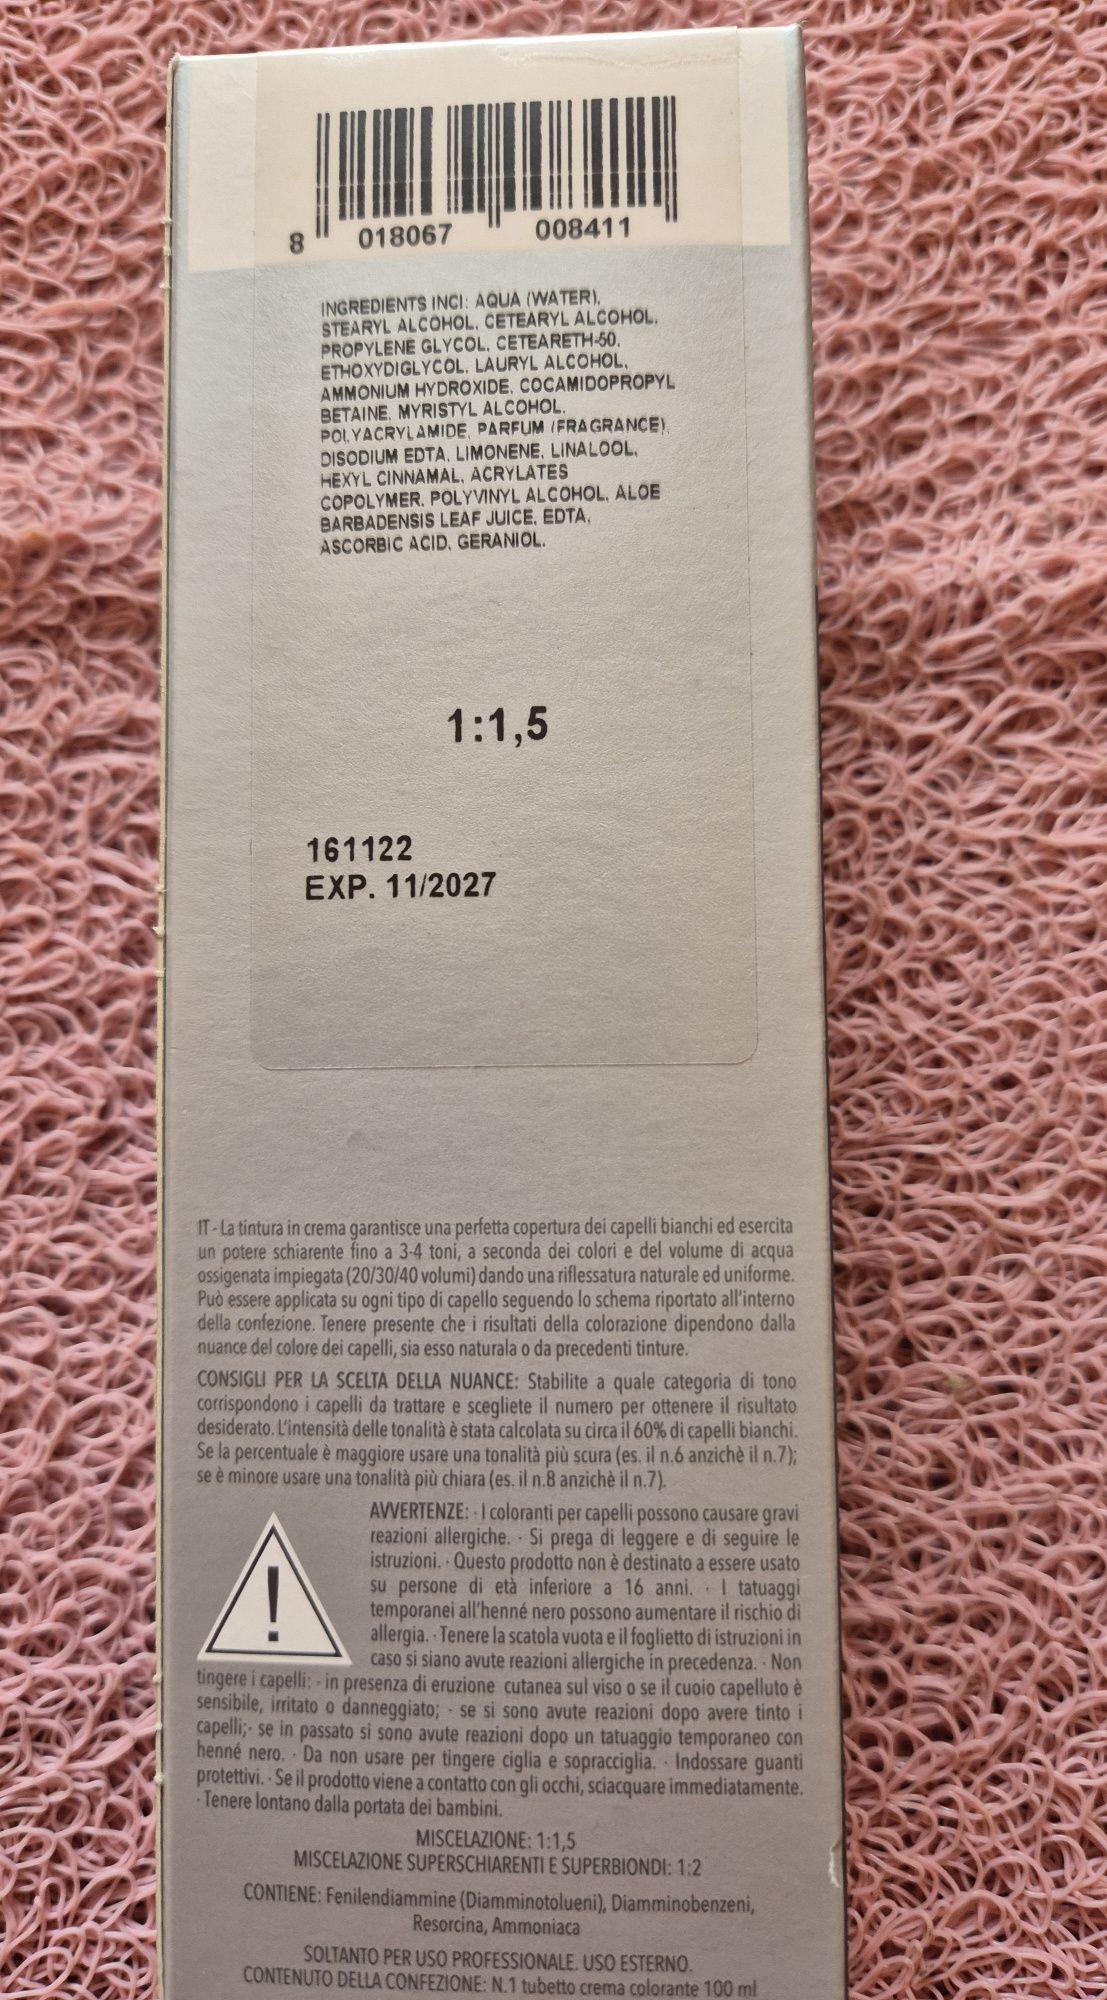 8 018067 008411
INGREDIENTS INCI: AQUA (WATER),
STEARYL ALCOHOL, CETEARYL ALCOHOL,
PROPYLENE GLYCOL, CETEARETH-50,
ETHOXYDIGLYCOL, LAURYL ALCOHOL,
AMMONIUM HYDROXIDE, COCAMIDOPROPYL
BETAINE, MYRISTYL ALCOHOL,
POLYACRYLAMIDE, PARFUM (FRAGRANCE),
DISODIUM EDTA, LIMONENE, LINALOOL,
HEXYL CINNAMAL, ACRYLATES
COPOLYMER, POLYVINYL ALCOHOL, ALOE
BARBADENSIS LEAF JUICE, EDTA,
ASCORBIC ACID, GERANIOL.
1:1,5
161122
EXP. 11/2027
IT - La tintura in crema garantisce una perfetta copertura dei capelli bianchi ed esercita
un potere schiarente fino a 3-4 toni, a seconda dei colori e del volume di acqua
ossigenata impiegata (20/30/40 volumi) dando una riflessatura naturale ed uniforme.
Può essere applicata su ogni tipo di capello seguendo lo schema riportato all'interno
della confezione. Tenere presente che i risultati della colorazione dipendono dalla
nuance del colore dei capelli, sia esso naturala o da precedenti tinture.
CONSIGLI PER LA SCELTA DELLA NUANCE: Stabilite a quale categoria di tono
corrispondono i capelli da trattare e scegliete il numero per ottenere il risultato
desiderato. L'intensità delle tonalità è stata calcolata su circa il 60% di capelli bianchi.
Se la percentuale è maggiore usare una tonalità più scura (es. il n.6 anzichè il n.7);
se è minore usare una tonalità più chiara (es. il n.8 anzichè il n.7).
AVVERTENZE: · I coloranti per capelli possono causare gravi
reazioni allergiche. · Si prega di leggere e di seguire le
istruzioni. · Questo prodotto non è destinato a essere usato
su persone di età inferiore a 16 anni. · I tatuaggi
temporanei all'henné nero possono aumentare il rischio di
allergia. · Tenere la scatola vuota e il foglietto di istruzioni in
caso si siano avute reazioni allergiche in precedenza. · Non
tingere i capelli: - in presenza di eruzione cutanea sul viso o se il cuoio capelluto è
sensibile, irritato o danneggiato; - se si sono avute reazioni dopo avere tinto i
capelli;- se in passato si sono avute reazioni dopo un tatuaggio temporaneo con
henné nero. · Da non usare per tingere ciglia e sopracciglia. · Indossare guanti
protettivi. · Se il prodotto viene a contatto con gli occhi, sciacquare immediatamente.
· Tenere lontano dalla portata dei bambini.
MISCELAZIONE: 1:1,5
MISCELAZIONE SUPERSCHIARENTI E SUPERBIONDI: 1:2
CONTIENE: Fenilendiammine (Diamminotolueni), Diamminobenzeni,
Resorcina, Ammoniaca
SOLTANTO PER USO PROFESSIONALE. USO ESTERNO.
CONTENUTO DELLA CONFEZIONE: N.1 tubetto crema colorante 100 ml